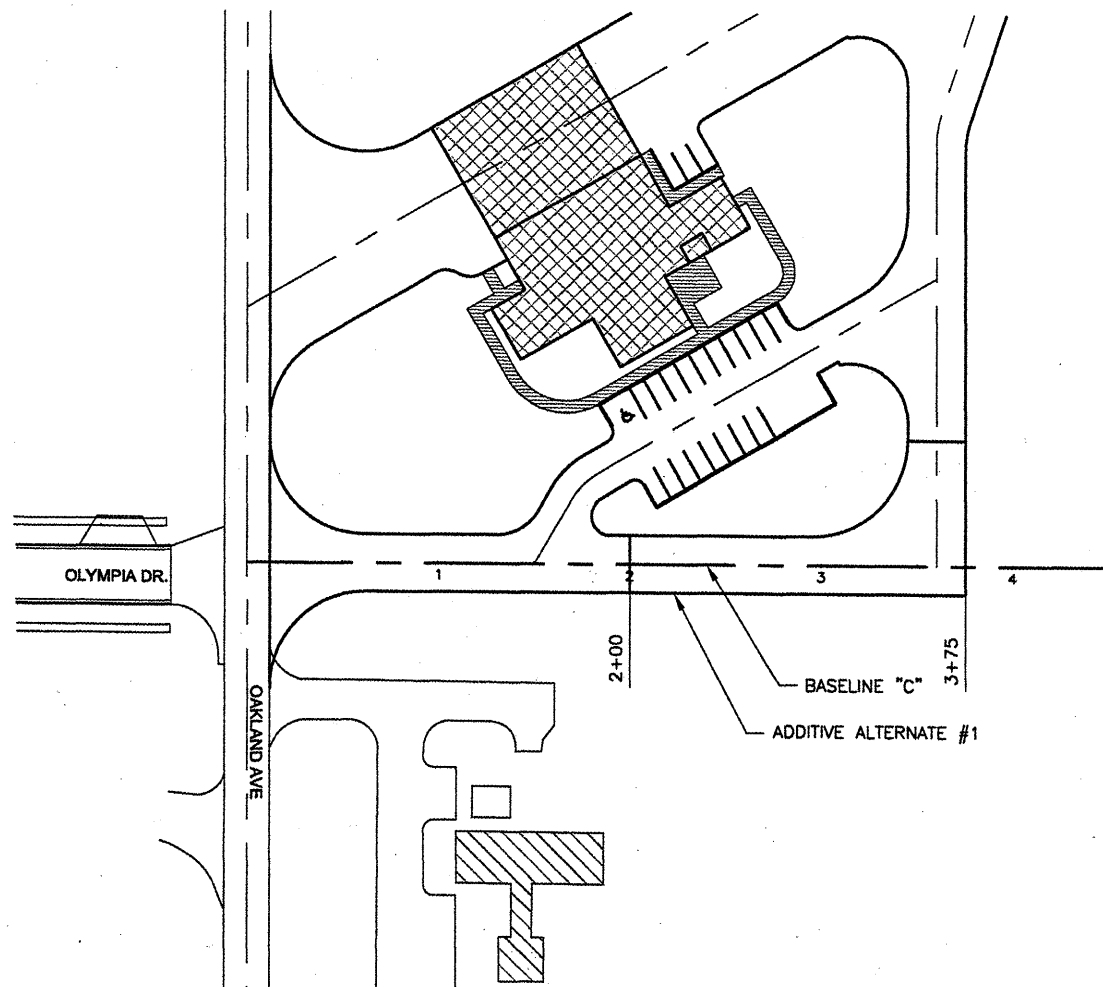 OLYMPIA DR.
1
2
3
4
2+00
3+75
BASELINE "C"
ADDITIVE ALTERNATE #1
OAKLAND AVE